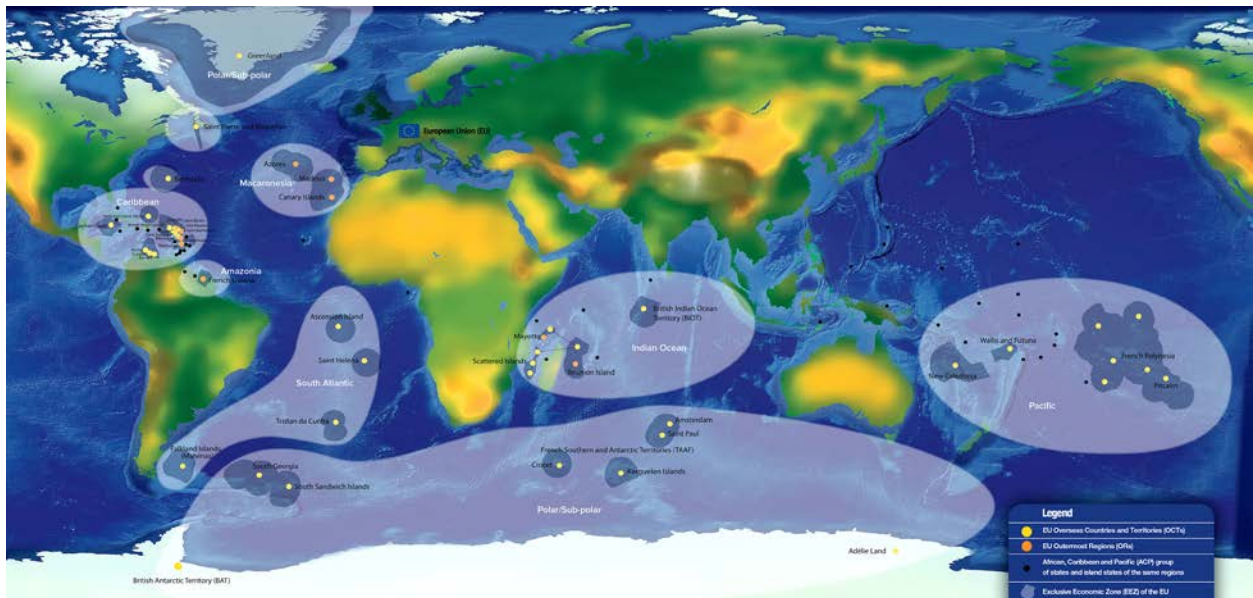 Greenland
Polar/Sub-polar
Saint Pierre and Miquelon
European Union (EU)
Azores
Madeira
Macaronesia
Canary Islands
Bermuda
Caribbean
Amazonia
French Guiana
Ascension Island
Saint Helena
South Atlantic
Tristan da Cunha
Falkland Islands
(Malvinas)
South Georgia
South Sandwich Islands
British Indian Ocean
Territory (BIOT)
Mayotte
Indian Ocean
Scattered Islands
Reunion Island
Wallis and Futuna
French Polynesia
New Caledonia
Pitcairn
Pacific
Amsterdam
Saint Paul
French Southern and Antarctic Territories (TAAF)
Crozet
Kerguelen Islands
Polar/Sub-polar
Adélie Land
British Antarctic Territory (BAT)
Legend
EU Overseas Countries and Territories (OCTs)
EU Outermost Regions (ORs)
African, Caribbean and Pacific (ACP) group
of states and island states of the same regions
Exclusive Economic Zone (EEZ) of the EU